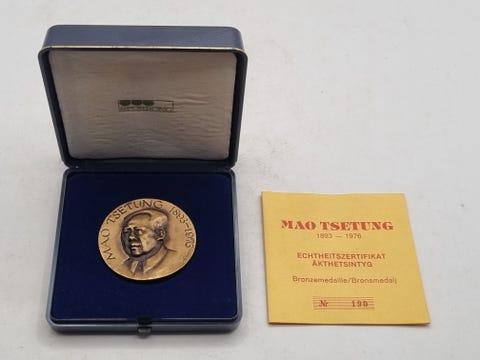 MAO TSETUNG 1893-1976
MAO TSETUNG
1893 — 1976
ECHTHEITSZERTIFIKAT
ÄKTHETSINTYG
Bronzemedaille/Bronsmedalj
Nr 190